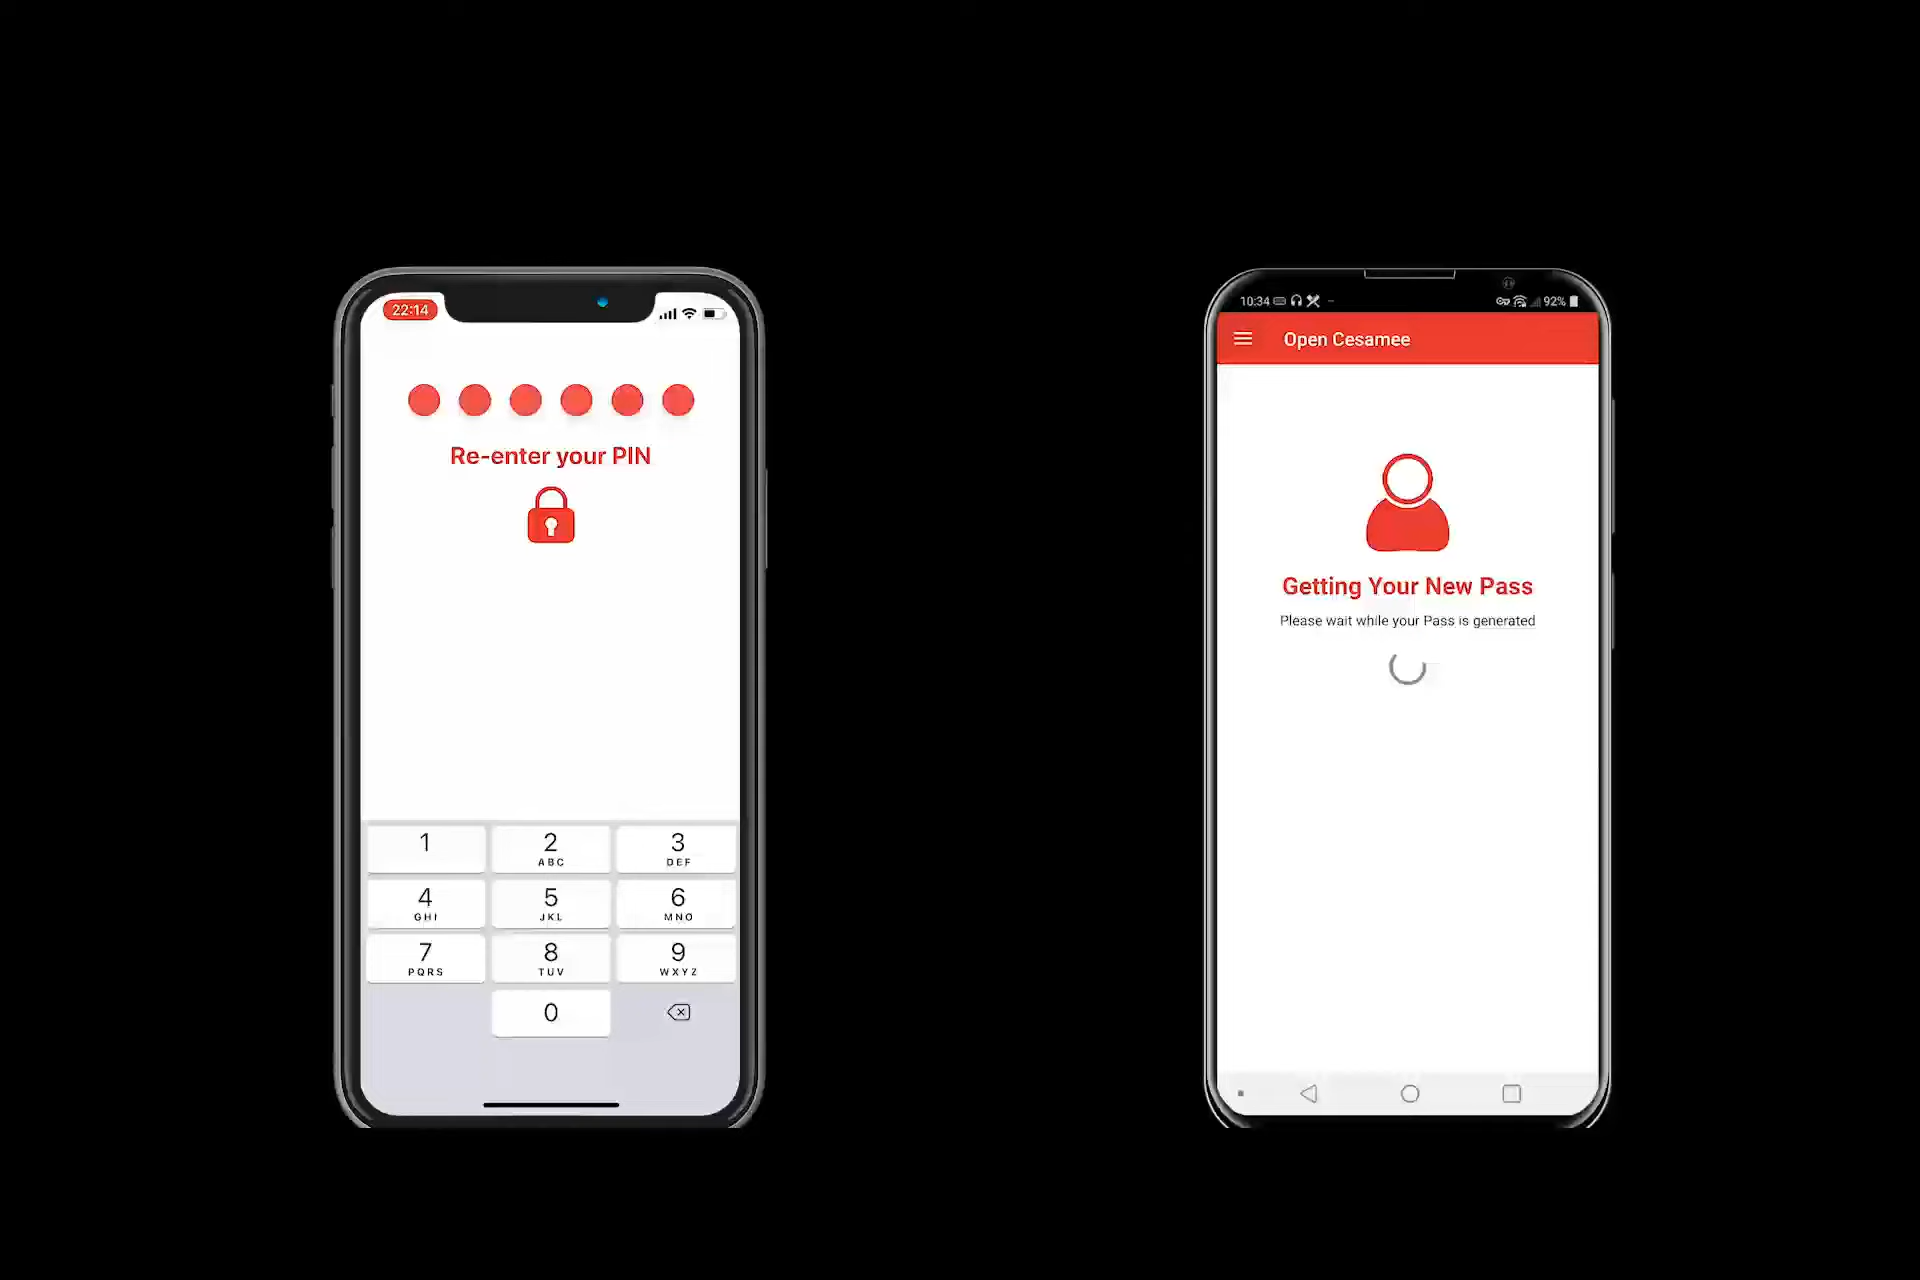 22:14
Re-enter your PIN
1
2
ABC
3
DEF
4
GHI
5
JKL
6
MNO
7
PQRS
8
TUV
9
WXYZ
0
10:34
92%
Open Cesamee
Getting Your New Pass
Please wait while your Pass is generated